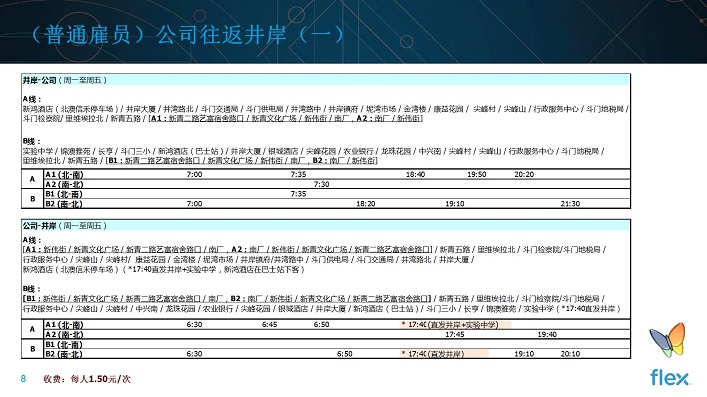 （普通雇员）公司往返井岸（一）
井岸-公司（周一至周五）
A线：
新鸿酒店（北澳信禾停车场）/ 井岸大厦 / 井湾路北 / 斗门交通局 / 斗门供电局 / 井湾路中 / 井岸镇府 / 坭湾市场 / 金湾楼 / 康益花园 / 尖峰村 / 尖峰山 / 行政服务中心 / 斗门地税局 /
斗门检察院/ 里维埃拉北 / 新青五路 / [A1：新青二路艺富宿舍路口 / 新青文化广场 / 新伟街 / 南厂，A2：南厂 / 新伟街]
B线：
实验中学 / 锦澳雅苑 / 长亨 / 斗门三小 / 新鸿酒店（巴士站）/ 井岸大厦 / 银城酒店 / 尖峰花园 / 农业银行 / 龙珠花园 / 中兴南 / 尖峰村 / 尖峰山 / 行政服务中心 / 斗门地税局 /
里维埃拉北 / 新青五路 / [B1：新青二路艺富宿舍路口 / 新青文化广场 / 新伟街 / 南厂，B2：南厂 / 新伟街]
A A1 (北-南) 7:00 7:35 18:40 19:50 20:20
A2 (南-北) 7:30
B B1 (北-南) 7:35
B2 (南-北) 7:00 18:20 19:10 21:30
公司-井岸（周一至周五）
A线：
[A1：新伟街 / 新青文化广场 / 新青二路艺富宿舍路口 / 南厂，A2：南厂 / 新伟街 / 新青文化广场 / 新青二路艺富宿舍路口] / 新青五路 / 里维埃拉北 / 斗门检察院/斗门地税局 /
行政服务中心 / 尖峰山 / 尖峰村/ 康益花园 / 金湾楼 / 坭湾市场 / 井岸镇府/井湾路中 / 斗门供电局 / 斗门交通局 / 井湾路北 / 井岸大厦 /
新鸿酒店（北澳信禾停车场）（*17:40直发井岸+实验中学，新鸿酒店在巴士站下客）
B线：
[B1：新伟街 / 新青文化广场 / 新青二路艺富宿舍路口 / 南厂，B2：南厂 / 新伟街 / 新青文化广场 / 新青二路艺富宿舍路口] / 新青五路 / 里维埃拉北 / 斗门检察院/斗门地税局 /
行政服务中心 / 尖峰山 / 尖峰村 / 中兴南 / 龙珠花园 / 农业银行 / 尖峰花园 / 银城酒店 / 井岸大厦 / 新鸿酒店（巴士站）/ 斗门三小 / 长亨 / 锦澳雅苑 / 实验中学（*17:40直发井岸）
A A1 (北-南) 6:30 6:45 6:50 * 17:40(直发井岸+实验中学)
A2 (南-北) 17:45 19:40
B B1 (北-南)
B2 (南-北) 6:30 6:50 * 17:40(直发井岸) 19:10 20:10
8 收费：每人1.50元/次
flex